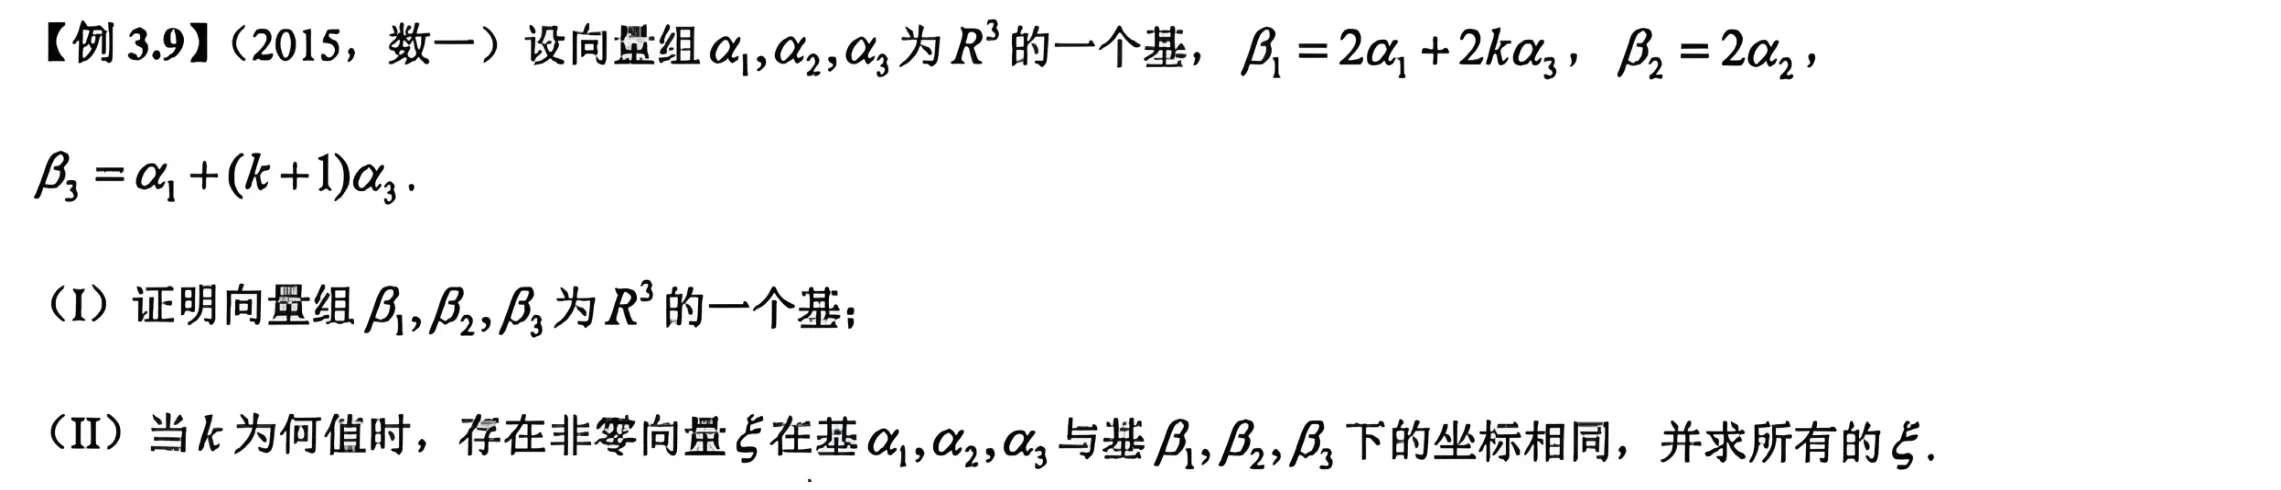 【例 3.9】（2015，数一）设向量组 α₁,α₂,α₃ 为 R³ 的一个基， β₁ = 2α₁ + 2kα₃， β₂ = 2α₂，
β₃ = α₁ + (k+1)α₃.
（I）证明向量组 β₁,β₂,β₃ 为 R³ 的一个基；
（II）当 k 为何值时，存在非零向量 ξ 在基 α₁,α₂,α₃ 与基 β₁,β₂,β₃ 下的坐标相同，并求所有的 ξ.